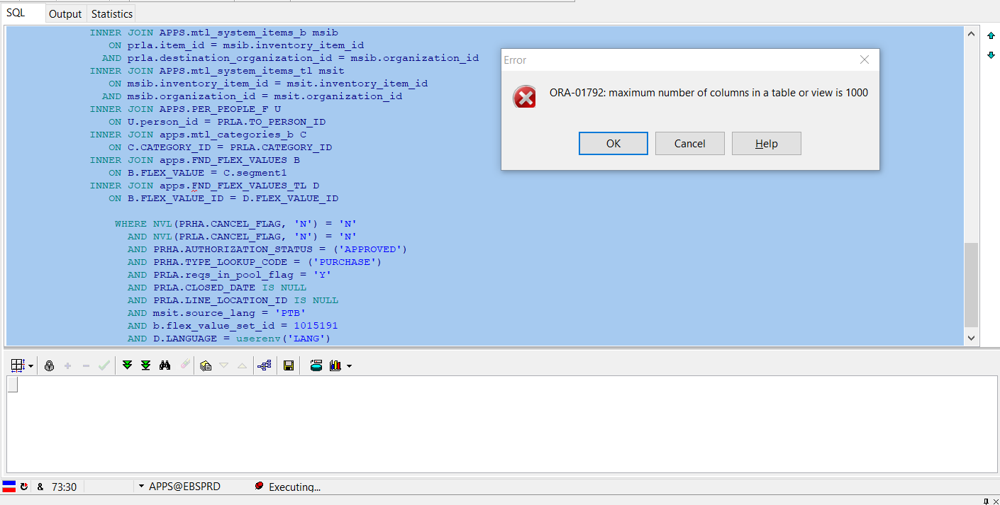 SQL Output Statistics
INNER JOIN APPS.mtl_system_items_b msib
ON prla.item_id = msib.inventory_item_id
AND prla.destination_organization_id = msib.organization_id
INNER JOIN APPS.mtl_system_items_tl msit
ON msib.inventory_item_id = msit.inventory_item_id
AND msib.organization_id = msit.organization_id
INNER JOIN APPS.PER_PEOPLE_F U
ON U.person_id = PRLA.TO_PERSON_ID
INNER JOIN apps.mtl_categories_b C
ON C.CATEGORY_ID = PRLA.CATEGORY_ID
INNER JOIN apps.FND_FLEX_VALUES B
ON B.FLEX_VALUE = C.segment1
INNER JOIN apps.FND_FLEX_VALUES_TL D
ON B.FLEX_VALUE_ID = D.FLEX_VALUE_ID
WHERE NVL(PRHA.CANCEL_FLAG, 'N') = 'N'
AND NVL(PRLA.CANCEL_FLAG, 'N') = 'N'
AND PRHA.AUTHORIZATION_STATUS = ('APPROVED')
AND PRHA.TYPE_LOOKUP_CODE = ('PURCHASE')
AND PRLA.reqs_in_pool_flag = 'Y'
AND PRLA.CLOSED_DATE IS NULL
AND PRLA.LINE_LOCATION_ID IS NULL
AND msit.source_lang = 'PTB'
AND b.flex_value_set_id = 1015191
AND D.LANGUAGE = userenv('LANG')
Error
ORA-01792: maximum number of columns in a table or view is 1000
OK Cancel Help
& 73:30 APPS@EBSPRD Executing...